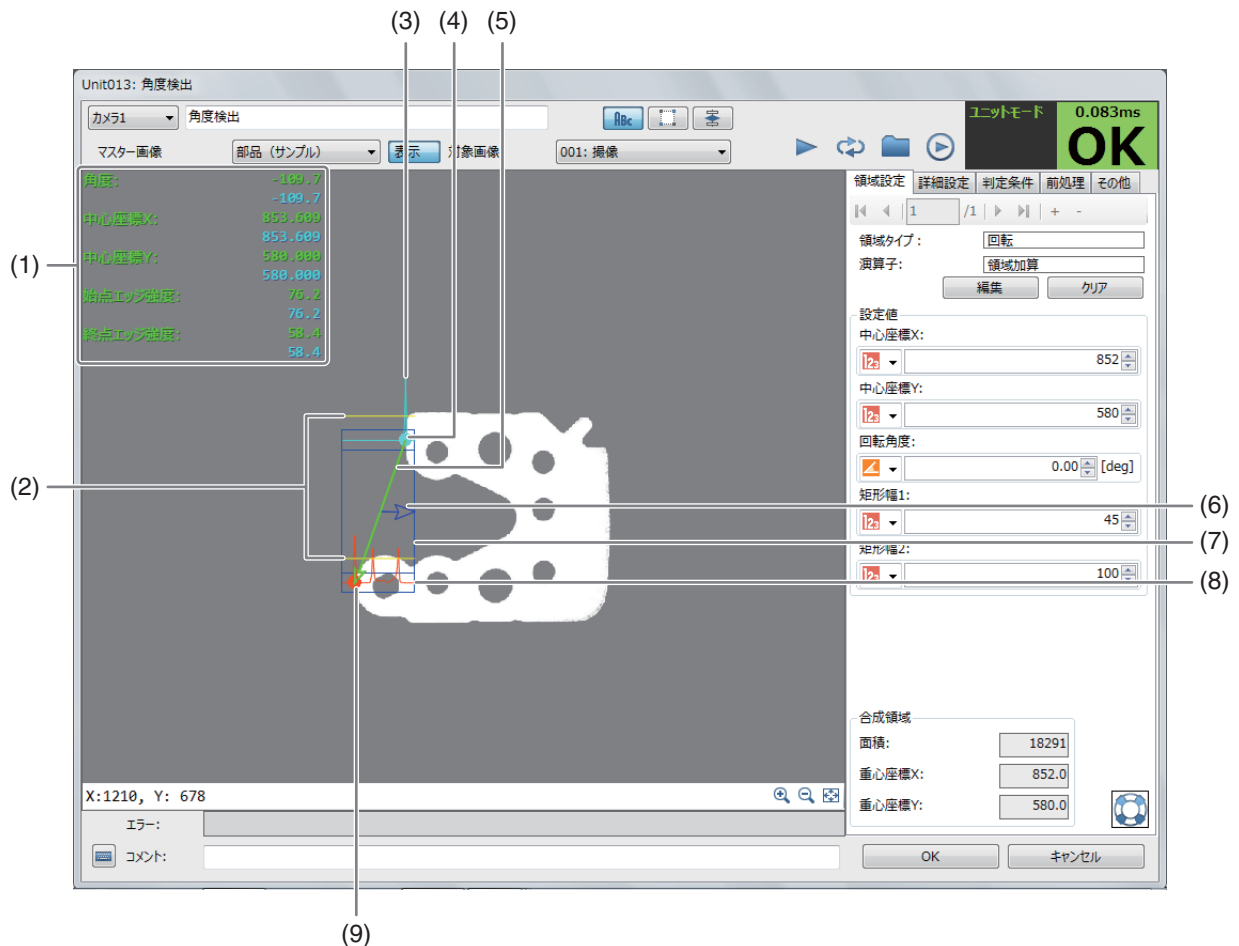 (3) (4) (5)
Unit013: 角度検出
カメラ1 角度検出 ABC ユニットモード 0.083ms
OK
マスター画像 部品 (サンプル) 表示 対象画像 001: 撮像
角度: -109.7
-109.7
中心座標X: 853.609
853.609
中心座標Y: 580.000
580.000
始点エッジ強度: 76.2
76.2
終点エッジ強度: 58.4
58.4
(1)
(2)
領域設定 詳細設定 判定条件 前処理 その他
1 /1 + -
領域タイプ: 回転
演算子: 領域加算
編集 クリア
設定値
中心座標X:
123 852
中心座標Y:
123 580
回転角度:
0.00 [deg]
矩形幅1:
123 45
矩形幅2:
123 100
(6)
(7)
(8)
合成領域
面積: 18291
重心座標X: 852.0
重心座標Y: 580.0
X:1210, Y: 678
エラー:
コメント:
OK キャンセル
(9)